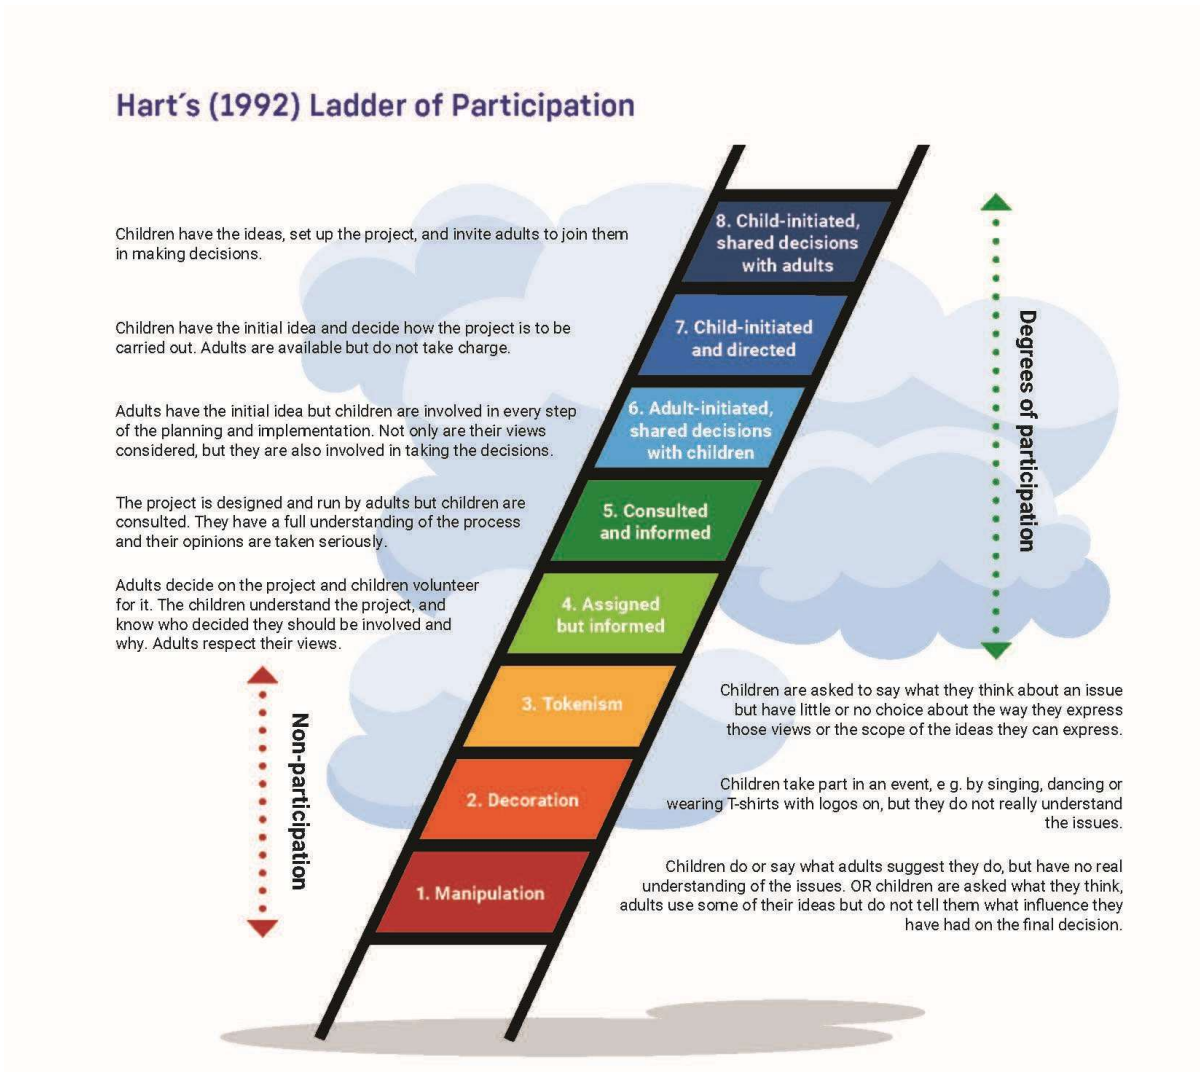 Hart´s (1992) Ladder of Participation
Children have the ideas, set up the project, and invite adults to join them
in making decisions.
8. Child-initiated,
shared decisions
with adults
Children have the initial idea and decide how the project is to be
carried out. Adults are available but do not take charge.
7. Child-initiated
and directed
Adults have the initial idea but children are involved in every step
of the planning and implementation. Not only are their views
considered, but they are also involved in taking the decisions.
6. Adult-initiated,
shared decisions
with children
The project is designed and run by adults but children are
consulted. They have a full understanding of the process
and their opinions are taken seriously.
5. Consulted
and informed
Adults decide on the project and children volunteer
for it. The children understand the project, and
know who decided they should be involved and
why. Adults respect their views.
4. Assigned
but informed
Degrees of participation
3. Tokenism
Children are asked to say what they think about an issue
but have little or no choice about the way they express
those views or the scope of the ideas they can express.
2. Decoration
Children take part in an event, e g. by singing, dancing or
wearing T-shirts with logos on, but they do not really understand
the issues.
1. Manipulation
Children do or say what adults suggest they do, but have no real
understanding of the issues. OR children are asked what they think,
adults use some of their ideas but do not tell them what influence they
have had on the final decision.
Non-participation